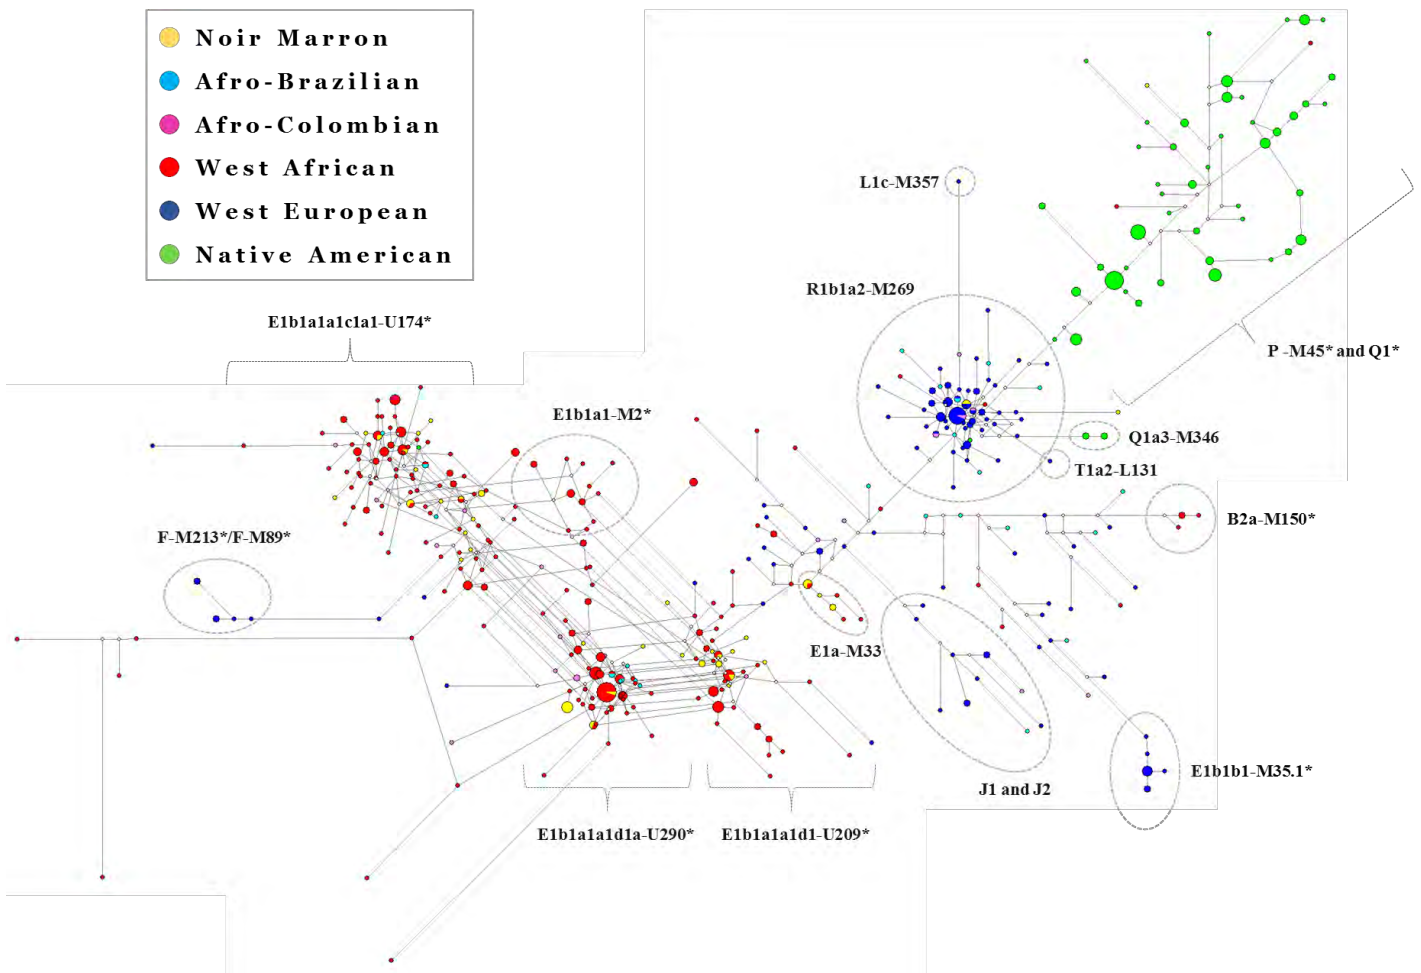 Noir Marron
Afro-Brazilian
Afro-Colombian
West African
West European
Native American
L1c-M357
R1b1a2-M269
E1b1a1a1c1a1-U174*
P -M45* and Q1*
E1b1a1-M2*
Q1a3-M346
T1a2-L131
B2a-M150*
F-M213*/F-M89*
E1a-M33
E1b1b1-M35.1*
J1 and J2
E1b1a1a1d1a-U290*
E1b1a1a1d1-U209*